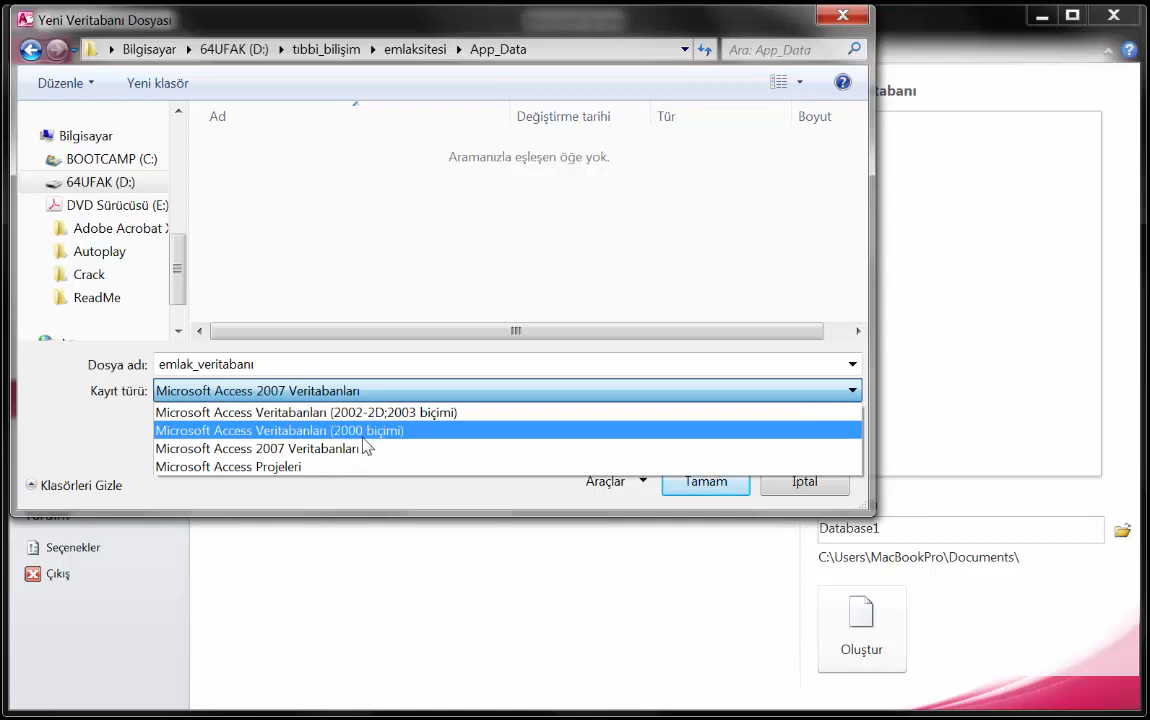 Yeni Veritabanı Dosyası
Bilgisayar
64UFAK (D:)
tıbbi_bilişim
emlaksitesi
App_Data
Ara: App_Data
Düzenle
Yeni klasör
Ad
Değiştirme tarihi
Tür
Boyut
Aramanızla eşleşen öğe yok.
Bilgisayar
BOOTCAMP (C:)
64UFAK (D:)
DVD Sürücüsü (E:)
Adobe Acrobat X
Autoplay
Crack
ReadMe
Dosya adı: emlak_veritabanı
Kayıt türü: Microsoft Access 2007 Veritabanları
Microsoft Access Veritabanları (2002-2D;2003 biçimi)
Microsoft Access Veritabanları (2000 biçimi)
Microsoft Access 2007 Veritabanları
Microsoft Access Projeleri
Klasörleri Gizle
Araçlar
Tamam
İptal
Yardım
Seçenekler
Çıkış
Database1
C:\Users\MacBookPro\Documents\
Oluştur